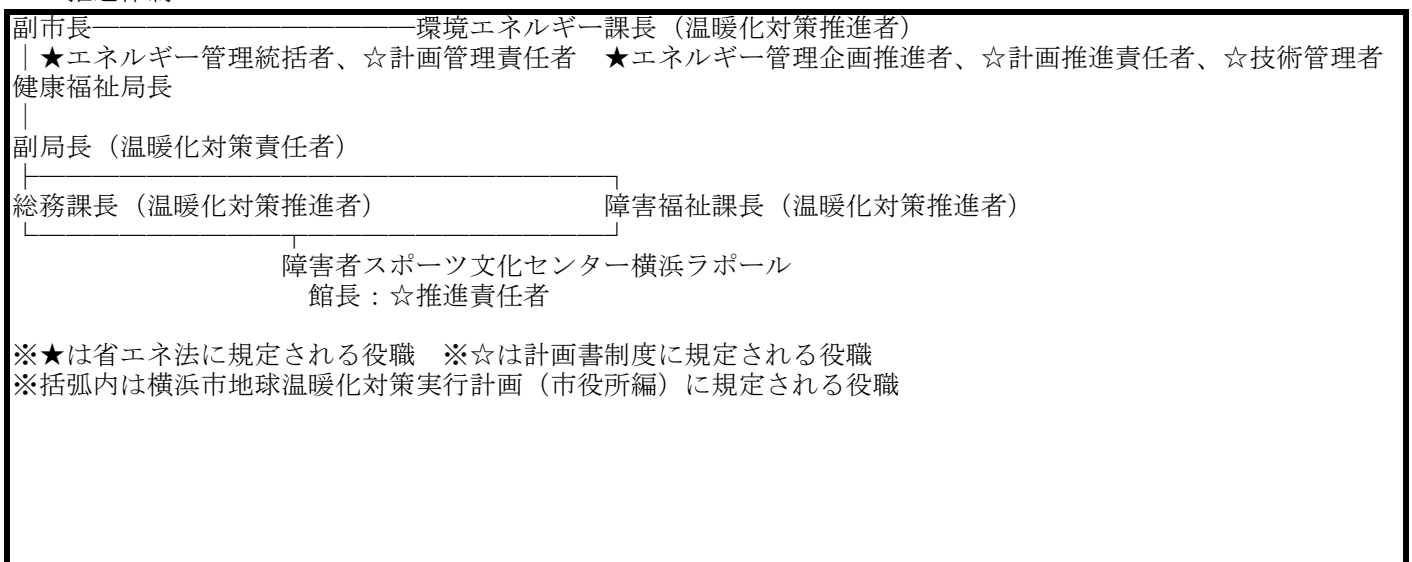 副市長――――――――――――環境エネルギー課長（温暖化対策推進者）
｜★エネルギー管理統括者、☆計画管理責任者　★エネルギー管理企画推進者、☆計画推進責任者、☆技術管理者
健康福祉局長
｜
副局長（温暖化対策責任者）
├―――――――――――――――――――――┐
総務課長（温暖化対策推進者）　　　　　　　　　障害福祉課長（温暖化対策推進者）
└――――――――――┬―――――――――――┘
障害者スポーツ文化センター横浜ラポール
館長：☆推進責任者
※★は省エネ法に規定される役職　※☆は計画書制度に規定される役職
※括弧内は横浜市地球温暖化対策実行計画（市役所編）に規定される役職